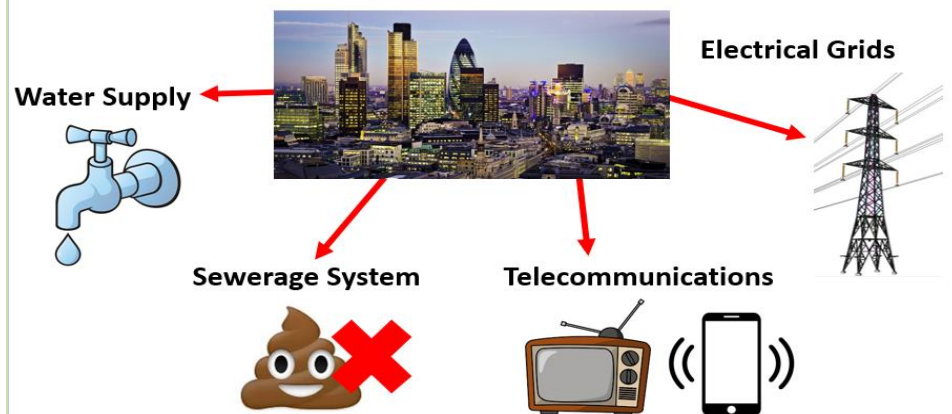 Electrical Grids
Water Supply
Sewerage System
Telecommunications